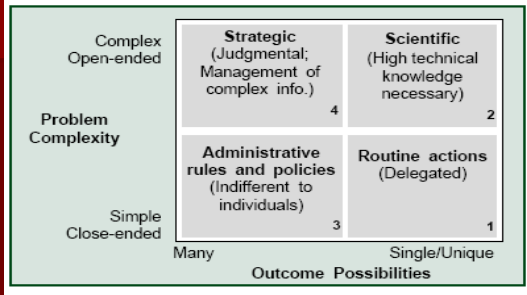 Complex
Open-ended
Problem
Complexity
Simple
Close-ended
Strategic
(Judgmental;
Management of
complex info.)
4
Scientific
(High technical
knowledge
necessary)
2
Administrative
rules and policies
(Indifferent to
individuals)
3
Routine actions
(Delegated)
1
Many
Single/Unique
Outcome Possibilities